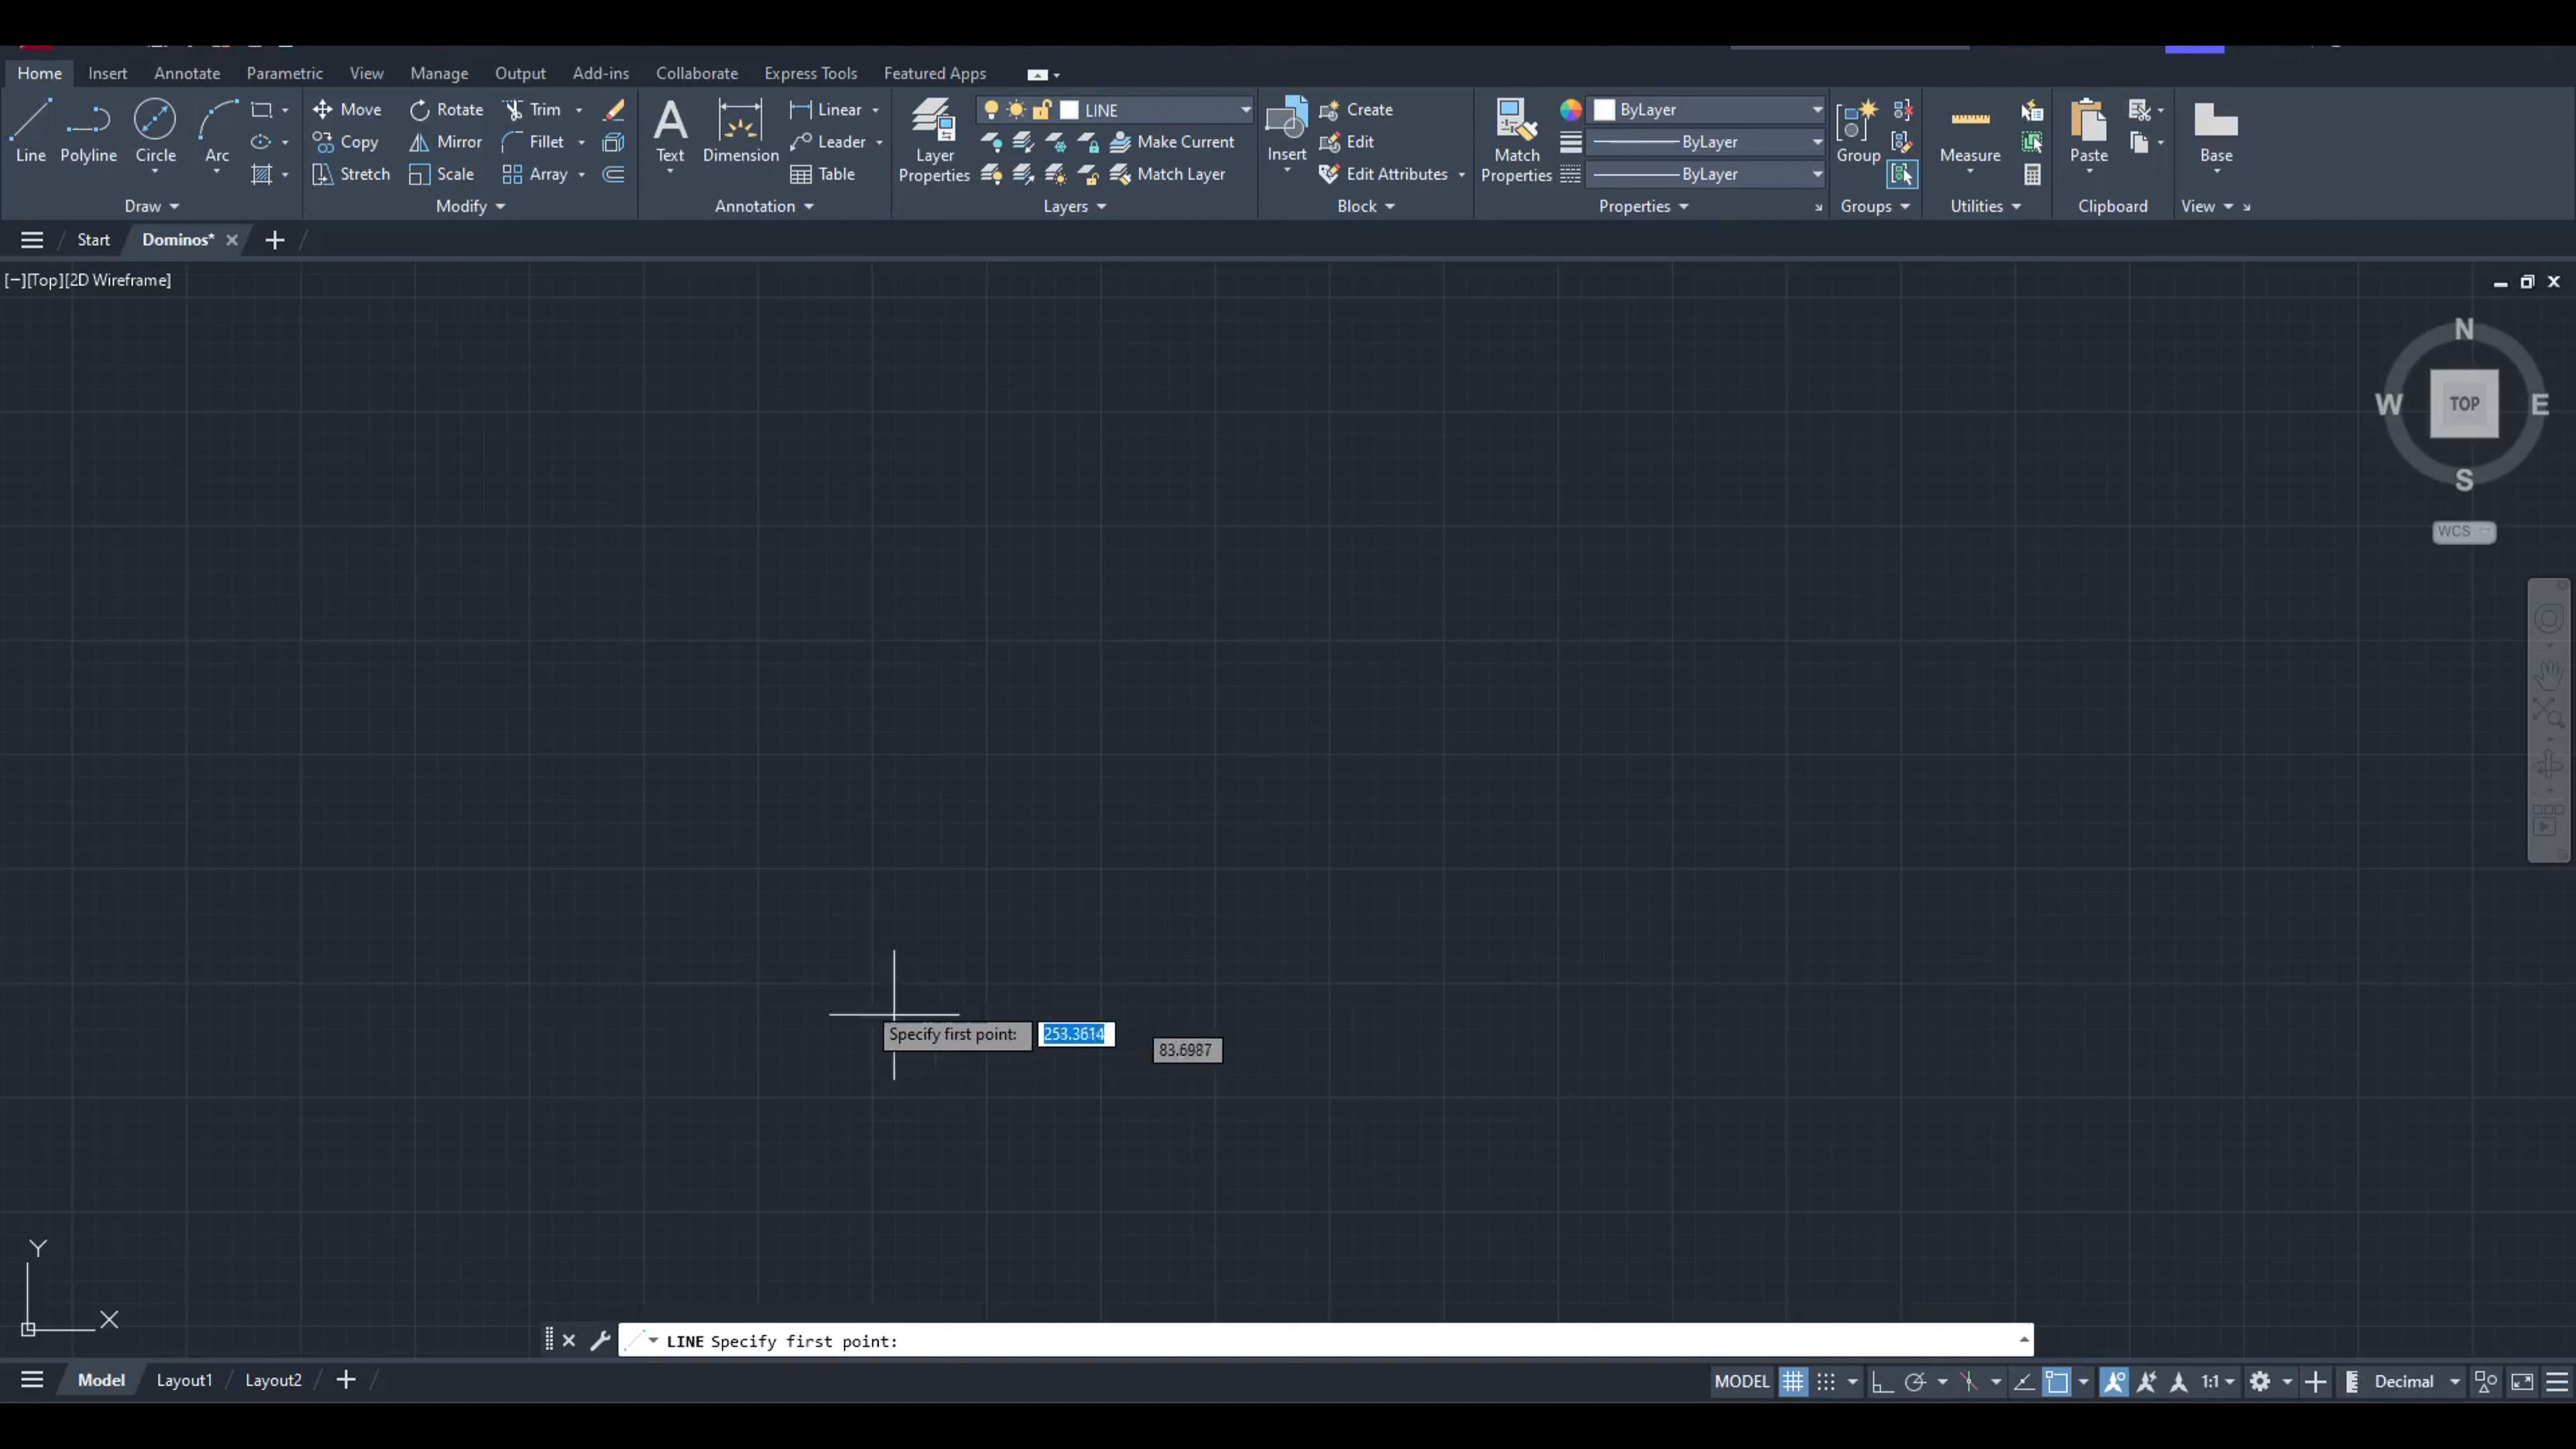 Home Insert Annotate Parametric View Manage Output Add-ins Collaborate Express Tools Featured Apps
Move Rotate Trim Linear LINE Create ByLayer
Copy Mirror Fillet Leader Make Current Edit ByLayer
Line Polyline Circle Arc Text Dimension Layer Properties Insert Match Properties Group Measure Paste Base
Stretch Scale Array Table Match Layer Edit Attributes ByLayer
Draw Modify Annotation Layers Block Properties Groups Utilities Clipboard View
Start Dominos*
[−][Top][2D Wireframe]
N
W TOP E
S
WCS
Specify first point: 253.3614
83.6987
Y
X
LINE Specify first point:
Model Layout1 Layout2 MODEL 1:1 Decimal